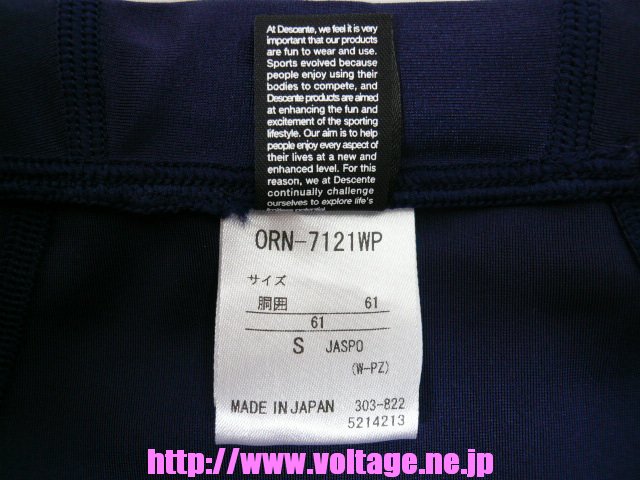 At Descente, we feel it is very
important that our products
are fun to wear and use.
Sports evolved because
people enjoy using their
bodies to compete, and
Descente products are aimed
at enhancing the fun and
excitement of the sporting
lifestyle. Our aim is to help
people enjoy every aspect of
their lives at a new and
enhanced level. For this
reason, we at Descente
continually challenge
ourselves to explore life's
limitless potential.
ORN-7121WP
サイズ
胴囲 61
61
S JASPO
(W-PZ)
MADE IN JAPAN 303-822
5214213
http://www.voltage.ne.jp